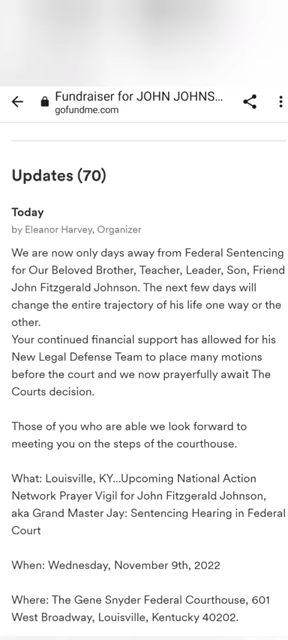 Fundraiser for JOHN JOHNS...
gofundme.com
Updates (70)
Today
by Eleanor Harvey, Organizer
We are now only days away from Federal Sentencing
for Our Beloved Brother, Teacher, Leader, Son, Friend
John Fitzgerald Johnson. The next few days will
change the entire trajectory of his life one way or the
other.
Your continued financial support has allowed for his
New Legal Defense Team to place many motions
before the court and we now prayerfully await The
Courts decision.
Those of you who are able we look forward to
meeting you on the steps of the courthouse.
What: Louisville, KY...Upcoming National Action
Network Prayer Vigil for John Fitzgerald Johnson,
aka Grand Master Jay: Sentencing Hearing in Federal
Court
When: Wednesday, November 9th, 2022
Where: The Gene Snyder Federal Courthouse, 601
West Broadway, Louisville, Kentucky 40202.